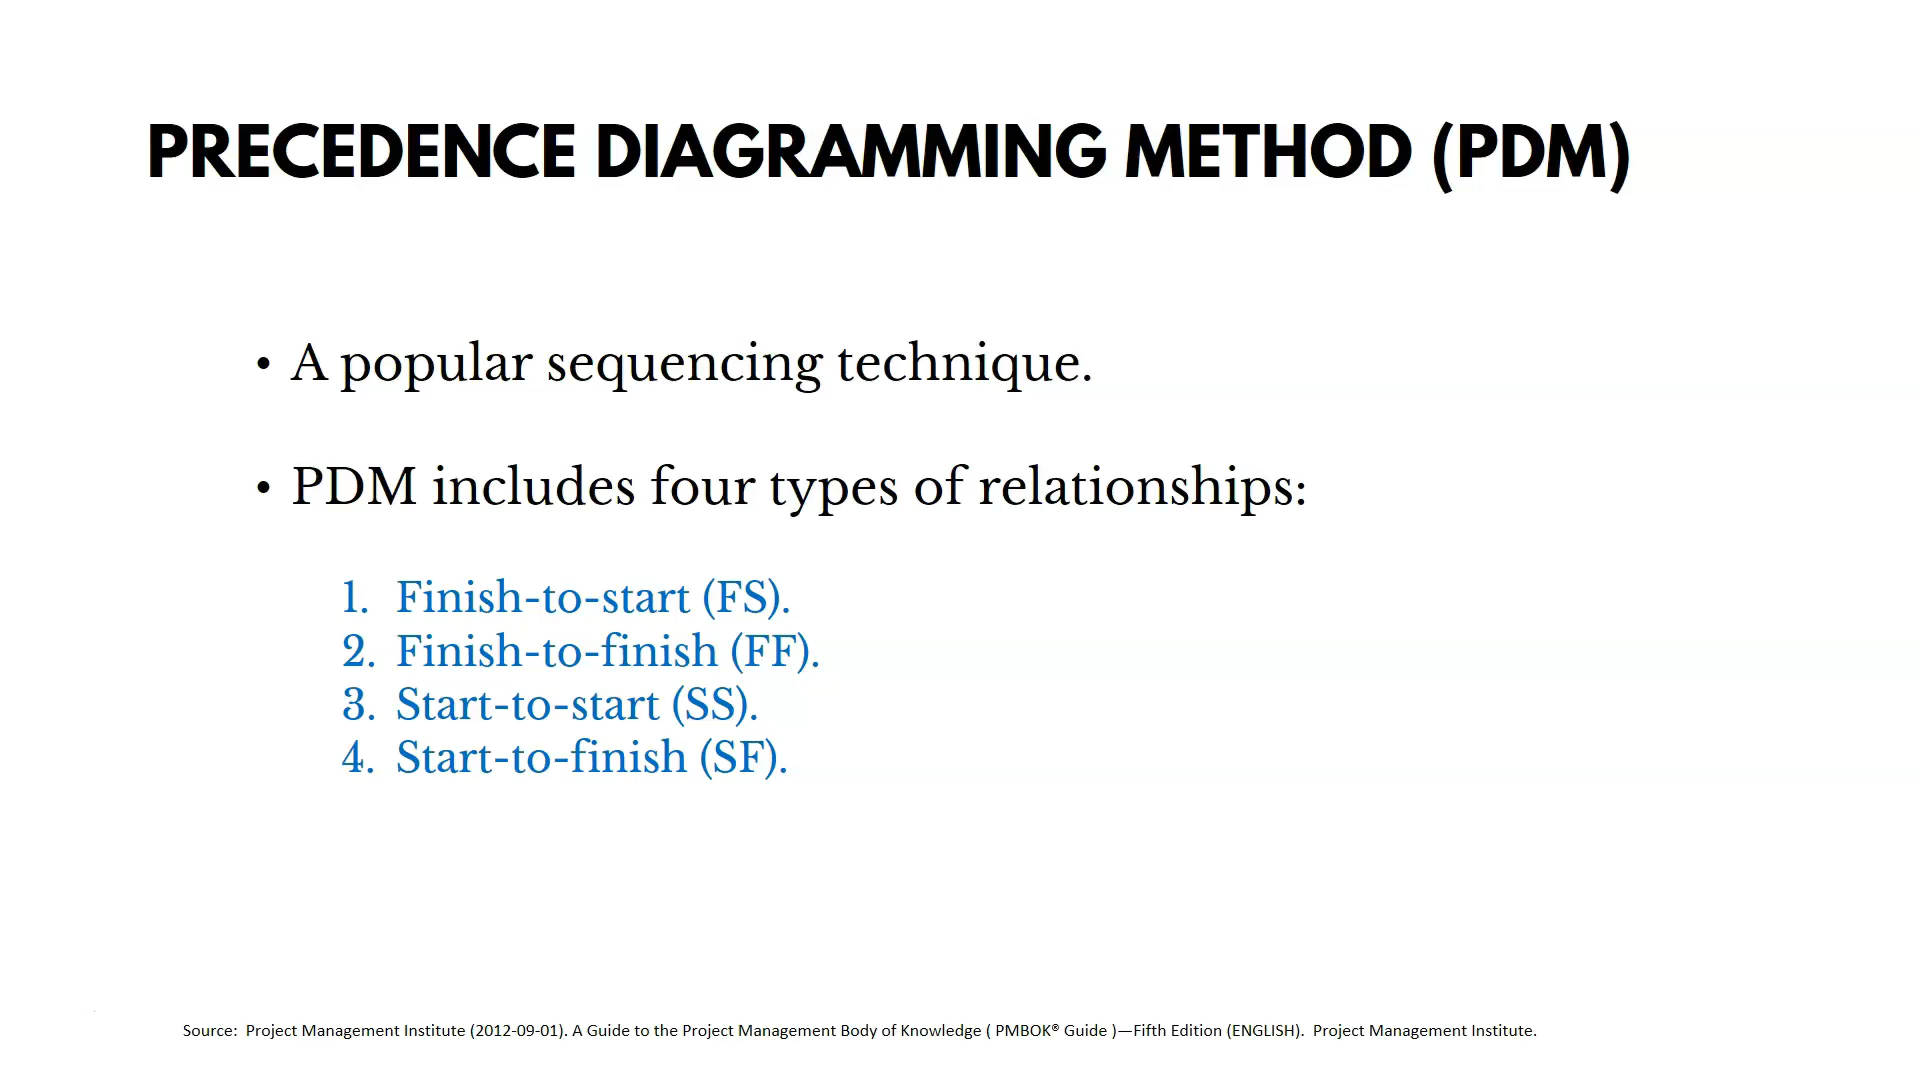 PRECEDENCE DIAGRAMMING METHOD (PDM)
• A popular sequencing technique.
• PDM includes four types of relationships:
1. Finish-to-start (FS).
2. Finish-to-finish (FF).
3. Start-to-start (SS).
4. Start-to-finish (SF).
Source:  Project Management Institute (2012-09-01). A Guide to the Project Management Body of Knowledge ( PMBOK® Guide )—Fifth Edition (ENGLISH).  Project Management Institute.